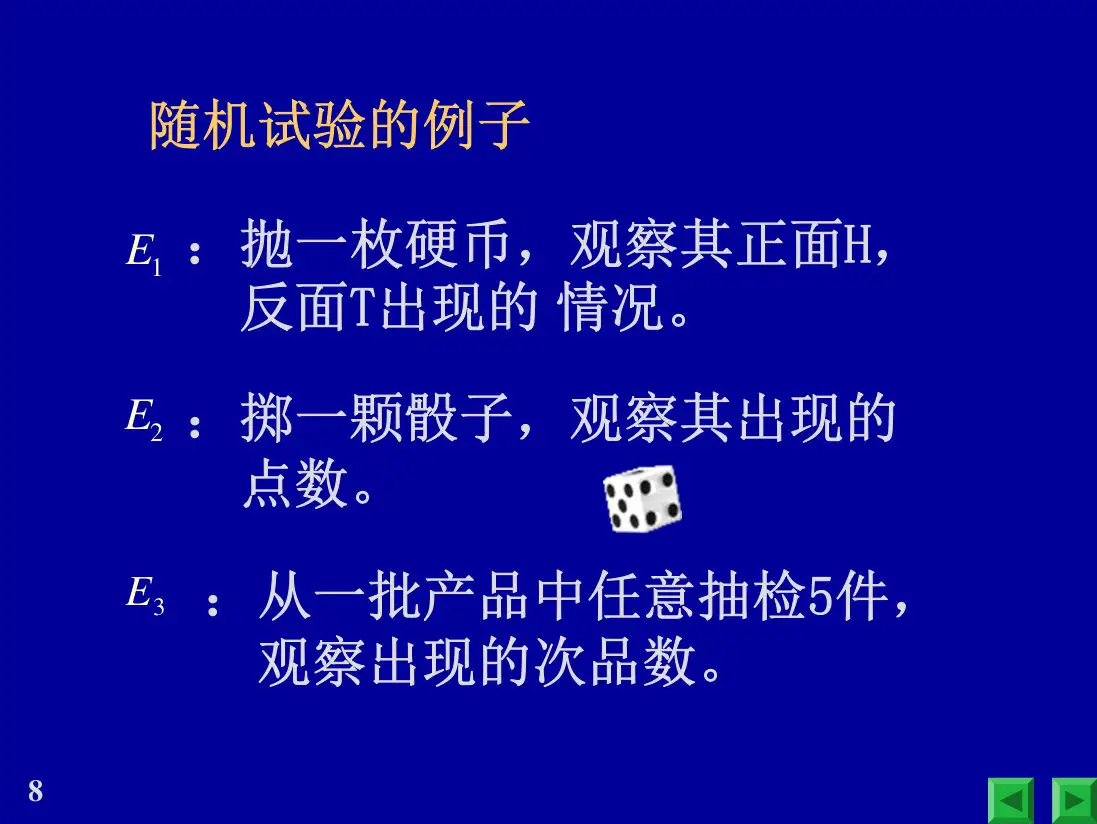 随机试验的例子
E₁ ：抛一枚硬币，观察其正面H，
反面T出现的 情况。
E₂ ：掷一颗骰子，观察其出现的
点数。
E₃ ：从一批产品中任意抽检5件，
观察出现的次品数。
8